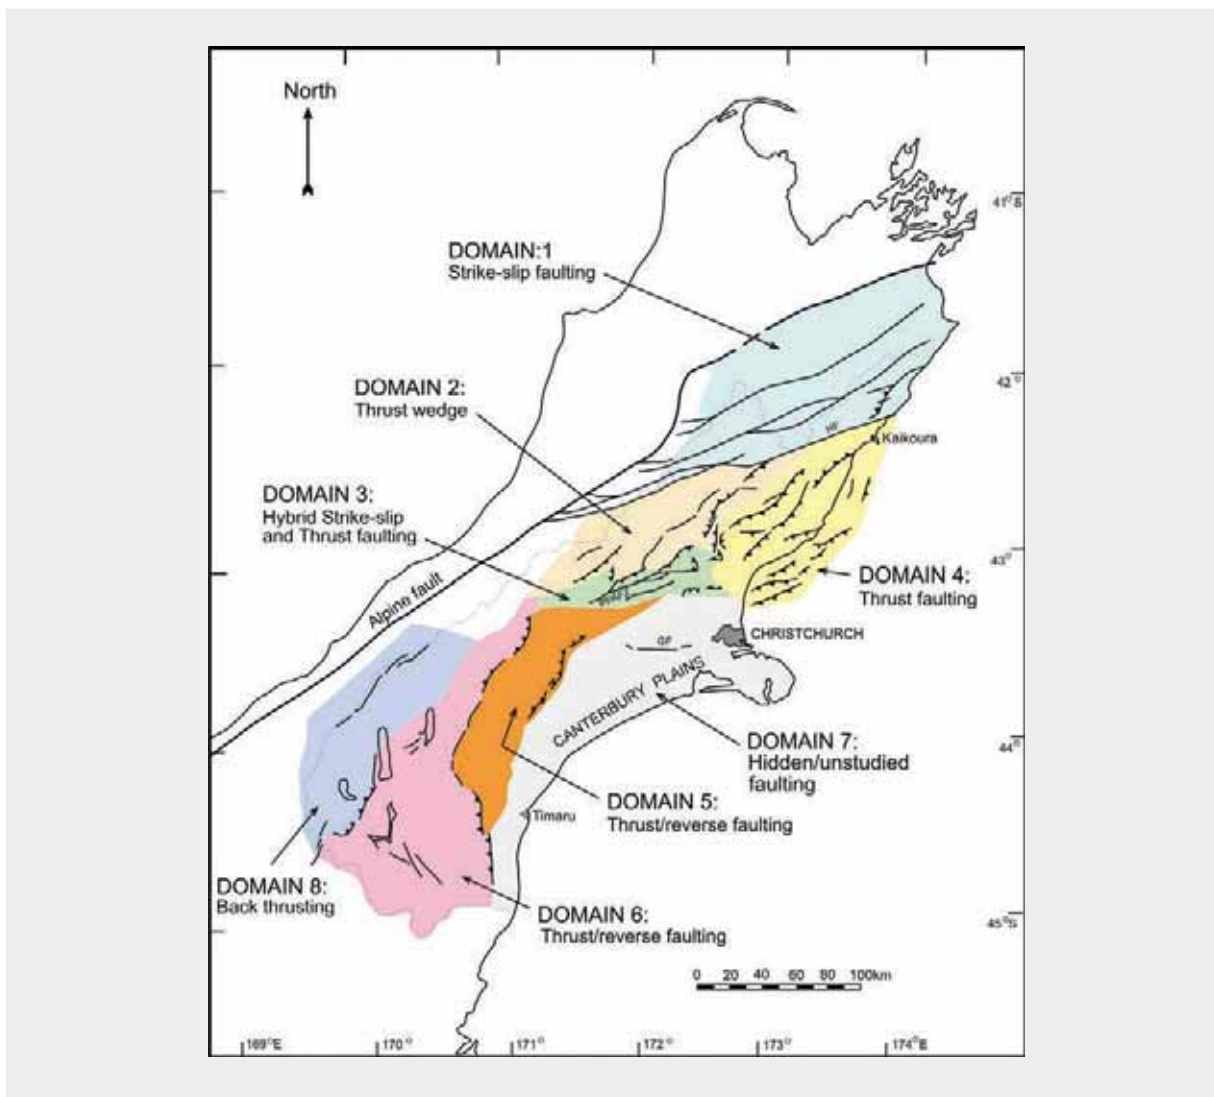 North
41°S
DOMAIN:1
Strike-slip faulting
42°
DOMAIN 2:
Thrust wedge
HF
Kaikoura
DOMAIN 3:
Hybrid Strike-slip
and Thrust faulting
43°
DOMAIN 4:
Thrust faulting
Alpine fault
CHRISTCHURCH
GF
CANTERBURY PLAINS
44°
DOMAIN 7:
Hidden/unstudied
faulting
DOMAIN 5:
Thrust/reverse faulting
Timaru
DOMAIN 8:
Back thrusting
DOMAIN 6:
Thrust/reverse faulting
45°S
0 20 40 60 80 100km
169°E 170° 171° 172° 173° 174°E